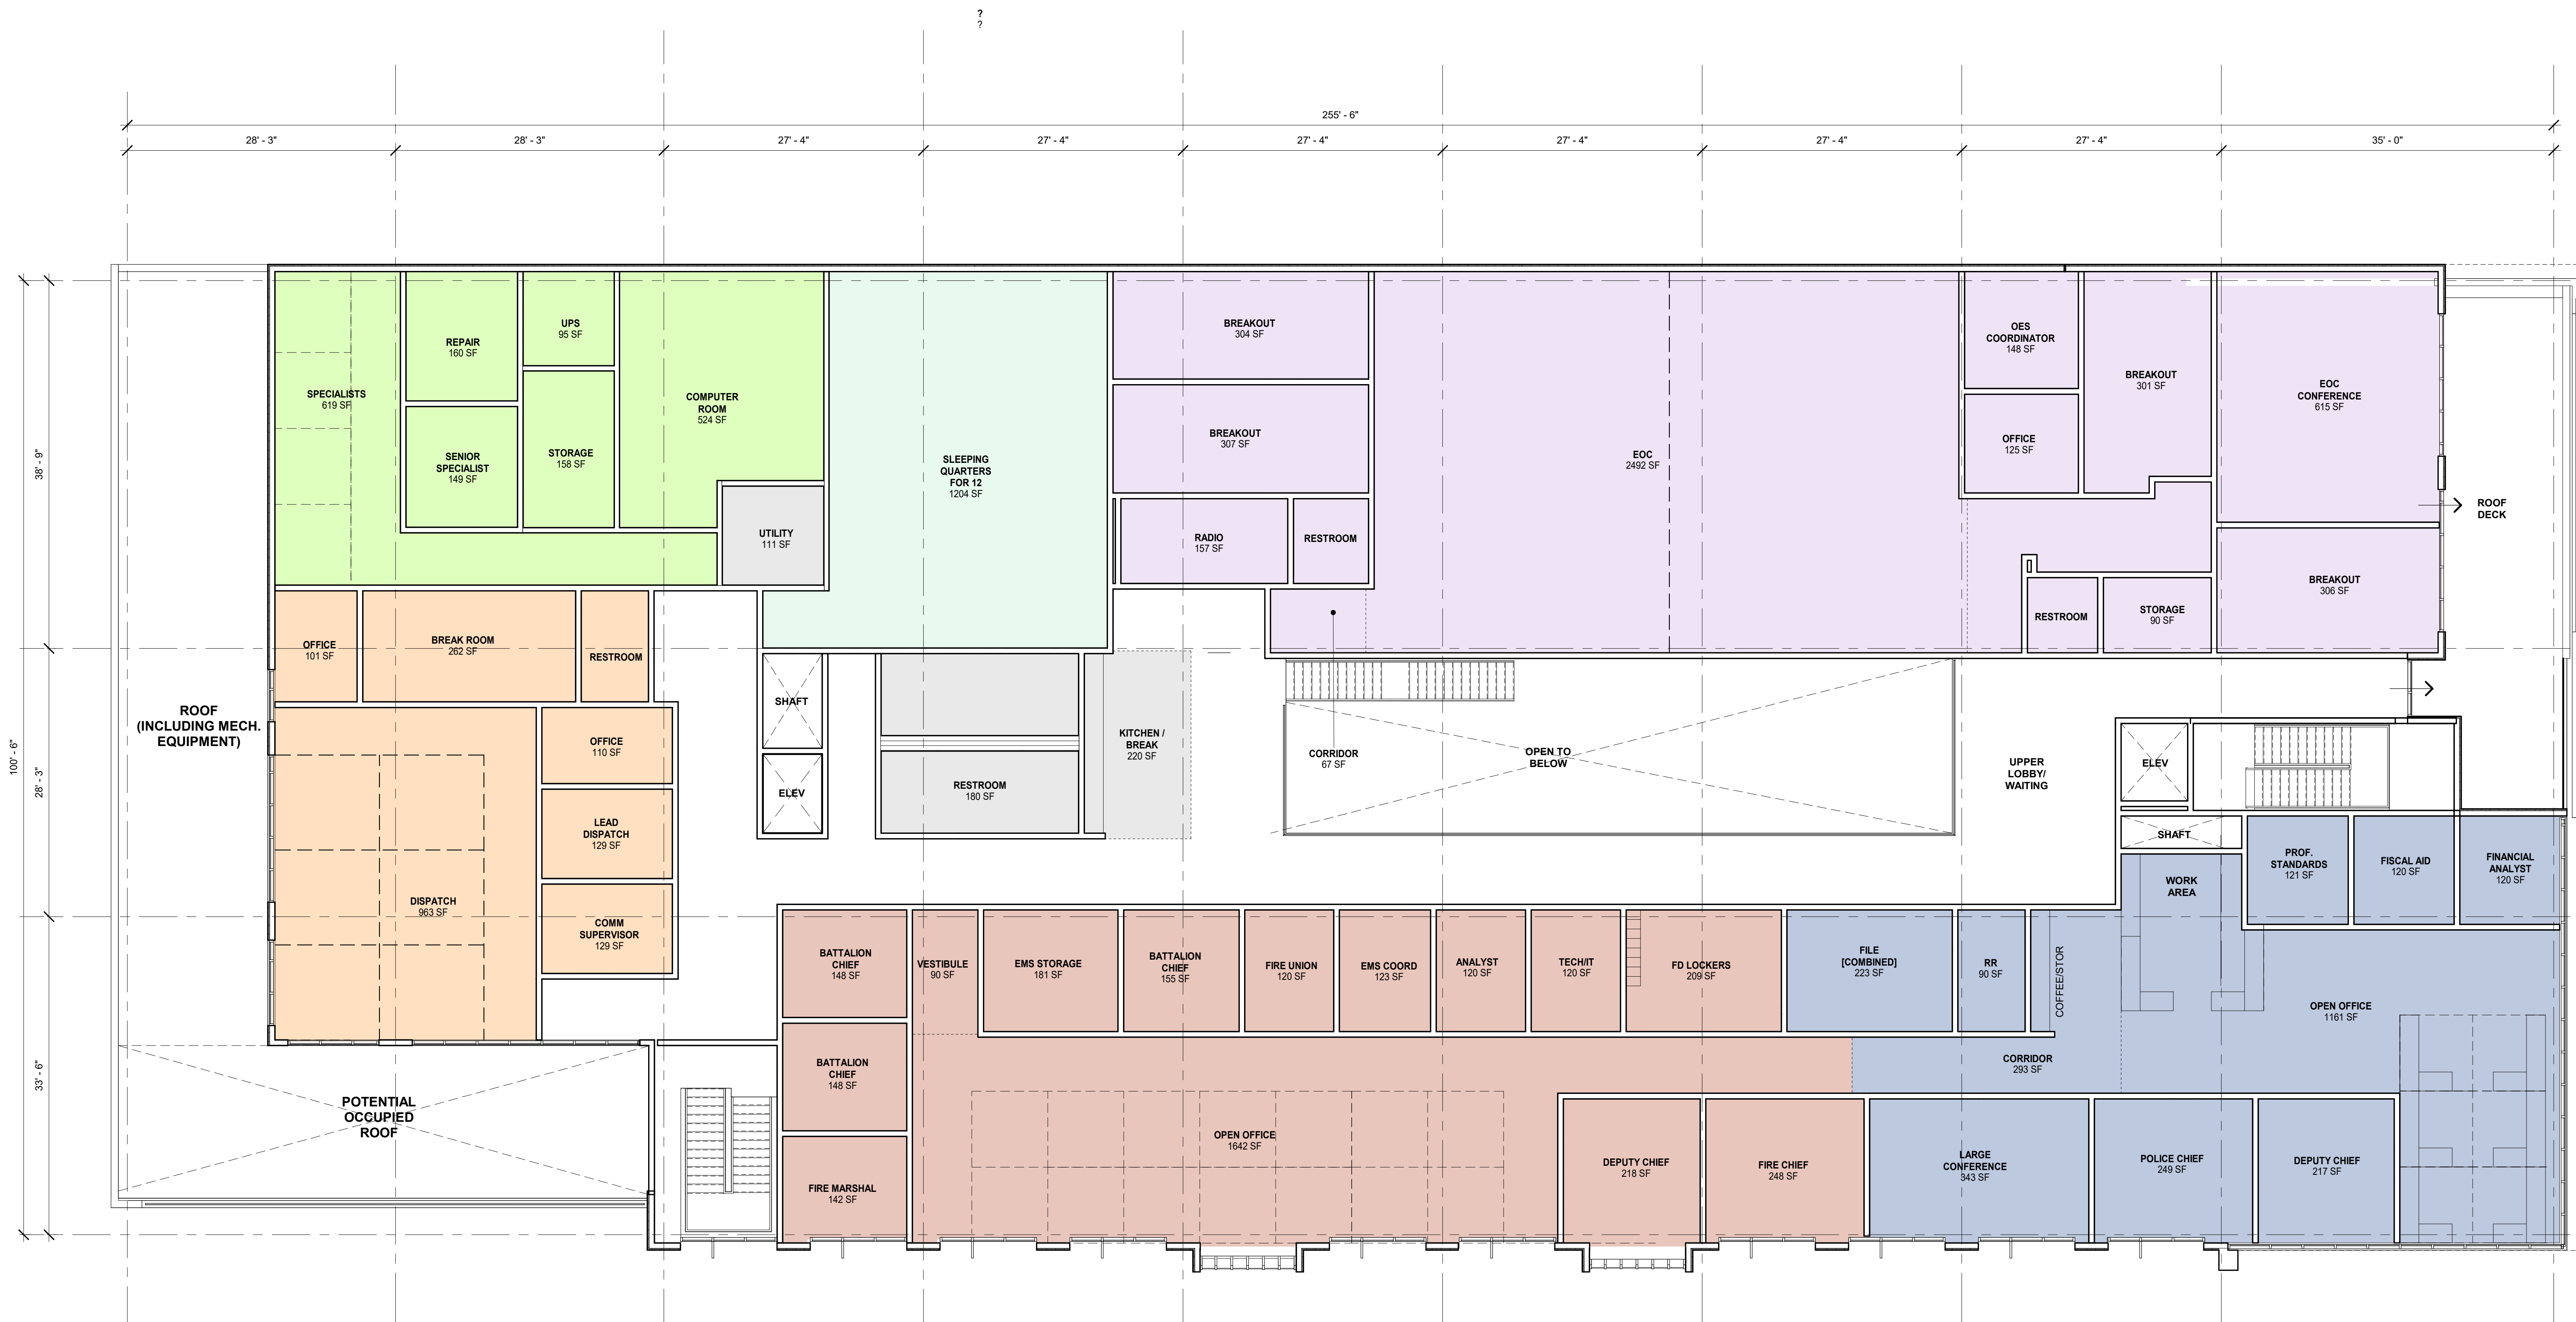 ?
?
255' - 6"
28' - 3"
28' - 3"
27' - 4"
27' - 4"
27' - 4"
27' - 4"
27' - 4"
27' - 4"
35' - 0"
100' - 6"
38' - 9"
28' - 3"
33' - 6"
SPECIALISTS
619 SF
REPAIR
160 SF
UPS
95 SF
SENIOR
SPECIALIST
149 SF
STORAGE
158 SF
COMPUTER
ROOM
524 SF
UTILITY
111 SF
SLEEPING
QUARTERS
FOR 12
1204 SF
BREAKOUT
304 SF
BREAKOUT
307 SF
RADIO
157 SF
RESTROOM
EOC
2492 SF
OES
COORDINATOR
148 SF
OFFICE
125 SF
BREAKOUT
301 SF
EOC
CONFERENCE
615 SF
BREAKOUT
306 SF
RESTROOM
STORAGE
90 SF
ROOF
DECK
OFFICE
101 SF
BREAK ROOM
262 SF
RESTROOM
ROOF
(INCLUDING MECH.
EQUIPMENT)
OFFICE
110 SF
LEAD
DISPATCH
129 SF
COMM
SUPERVISOR
129 SF
DISPATCH
963 SF
SHAFT
ELEV
RESTROOM
180 SF
KITCHEN /
BREAK
220 SF
CORRIDOR
67 SF
OPEN TO
BELOW
UPPER
LOBBY/
WAITING
ELEV
SHAFT
PROF.
STANDARDS
121 SF
FISCAL AID
120 SF
FINANCIAL
ANALYST
120 SF
WORK
AREA
BATTALION
CHIEF
148 SF
VESTIBULE
90 SF
EMS STORAGE
181 SF
BATTALION
CHIEF
155 SF
FIRE UNION
120 SF
EMS COORD
123 SF
ANALYST
120 SF
TECH/IT
120 SF
FD LOCKERS
209 SF
FILE
[COMBINED]
223 SF
RR
90 SF
COFFEE/STOR
OPEN OFFICE
1161 SF
CORRIDOR
293 SF
BATTALION
CHIEF
148 SF
FIRE MARSHAL
142 SF
OPEN OFFICE
1642 SF
DEPUTY CHIEF
218 SF
FIRE CHIEF
248 SF
LARGE
CONFERENCE
343 SF
POLICE CHIEF
249 SF
DEPUTY CHIEF
217 SF
POTENTIAL
OCCUPIED
ROOF